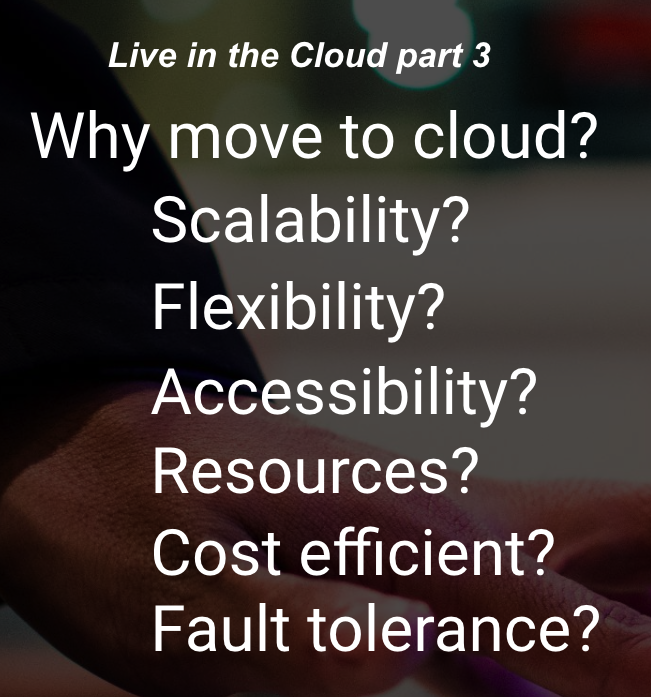 Live in the Cloud part 3
Why move to cloud?
Scalability?
Flexibility?
Accessibility?
Resources?
Cost efficient?
Fault tolerance?